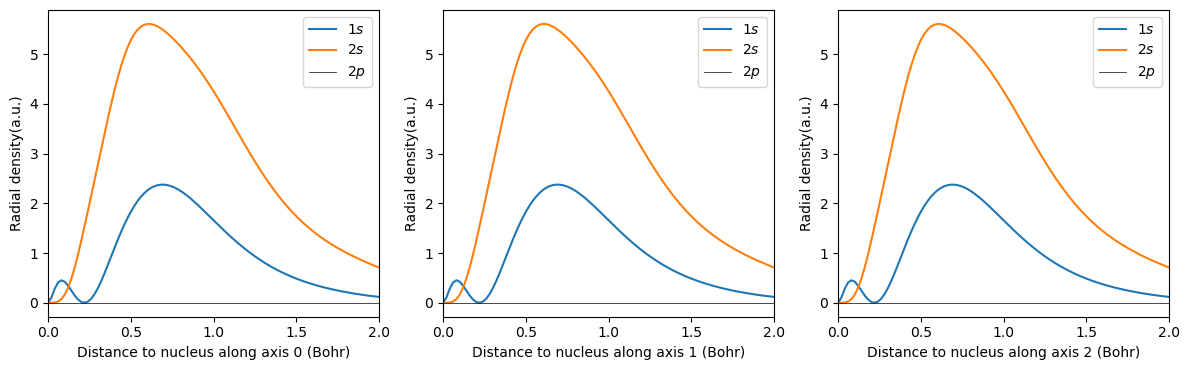 5
4
3
2
1
0
Radial density(a.u.)
0.0 0.5 1.0 1.5 2.0
Distance to nucleus along axis 0 (Bohr)
1s
2s
2p
5
4
3
2
1
0
Radial density(a.u.)
0.0 0.5 1.0 1.5 2.0
Distance to nucleus along axis 1 (Bohr)
1s
2s
2p
5
4
3
2
1
0
Radial density(a.u.)
0.0 0.5 1.0 1.5 2.0
Distance to nucleus along axis 2 (Bohr)
1s
2s
2p